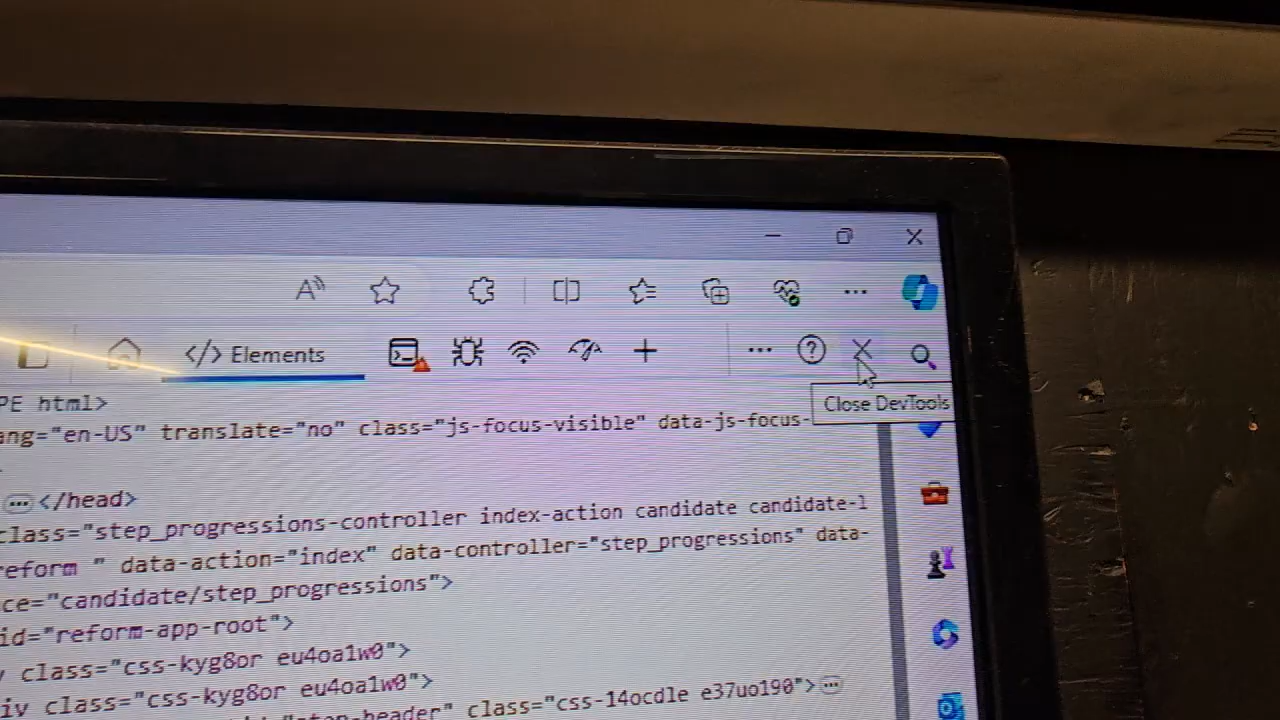 </> Elements
Close DevTools
PE html>
ang="en-US" translate="no" class="js-focus-visible" data-js-focus-
</head>
class="step_progressions-controller index-action candidate candidate-l
reform " data-action="index" data-controller="step_progressions" data-
ce="candidate/step_progressions">
id="reform-app-root">
class="css-kyg8or eu4oa1w0">
iv class="css-kyg8or eu4oa1w0">
header" class="css-14ocdle e37uo190">